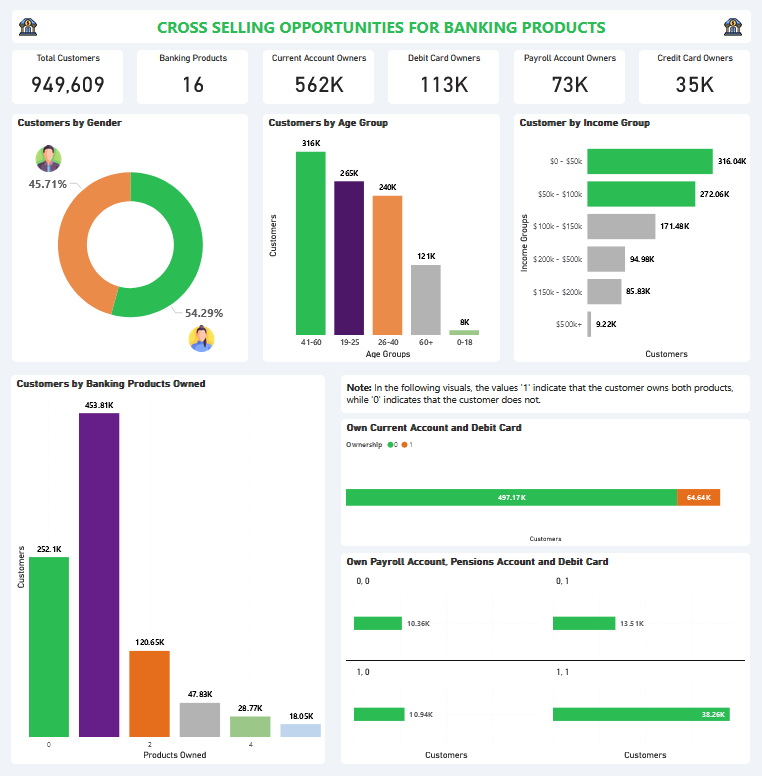 CROSS SELLING OPPORTUNITIES FOR BANKING PRODUCTS
Total Customers
949,609
Banking Products
16
Current Account Owners
562K
Debit Card Owners
113K
Payroll Account Owners
73K
Credit Card Owners
35K
Customers by Gender
45.71%
54.29%
Customers by Age Group
Customers
316K
265K
240K
121K
8K
41-60
19-25
26-40
60+
0-18
Age Groups
Customer by Income Group
Income Groups
$0 - $50k
316.04K
$50k - $100k
272.06K
$100k - $150k
171.48K
$200k - $500k
94.98K
$150k - $200k
85.83K
$500k+
9.22K
Customers
Customers by Banking Products Owned
Customers
252.1K
453.81K
120.65K
47.83K
28.77K
18.05K
0
2
4
Products Owned
Note: In the following visuals, the values '1' indicate that the customer owns both products,
while '0' indicates that the customer does not.
Own Current Account and Debit Card
Ownership 0 1
497.17K
64.64K
Customers
Own Payroll Account, Pensions Account and Debit Card
0, 0
10.36K
0, 1
13.51K
1, 0
10.94K
1, 1
38.26K
Customers
Customers